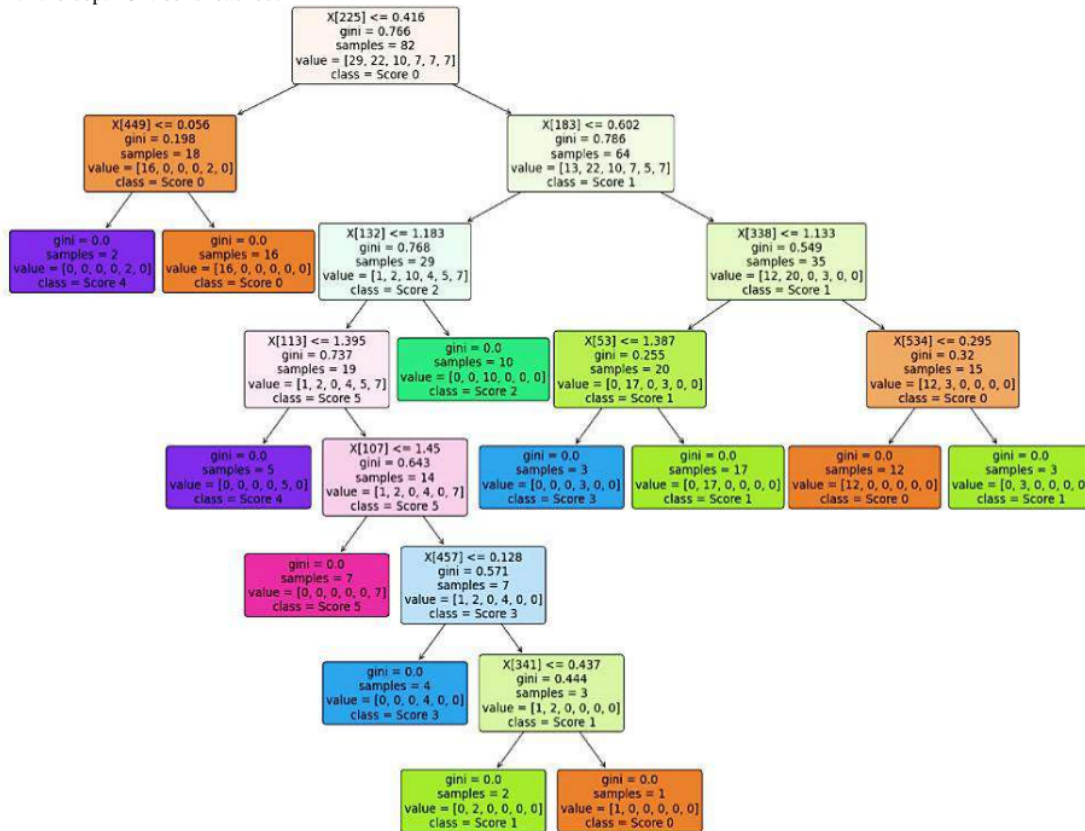 X[225] <= 0.416
gini = 0.766
samples = 82
value = [29, 22, 10, 7, 7, 7]
class = Score 0
X[449] <= 0.056
gini = 0.198
samples = 18
value = [16, 0, 0, 0, 2, 0]
class = Score 0
X[183] <= 0.602
gini = 0.786
samples = 64
value = [13, 22, 10, 7, 5, 7]
class = Score 1
gini = 0.0
samples = 2
value = [0, 0, 0, 0, 2, 0]
class = Score 4
gini = 0.0
samples = 16
value = [16, 0, 0, 0, 0, 0]
class = Score 0
X[132] <= 1.183
gini = 0.768
samples = 29
value = [1, 2, 10, 4, 5, 7]
class = Score 2
X[338] <= 1.133
gini = 0.549
samples = 35
value = [12, 20, 0, 3, 0, 0]
class = Score 1
X[113] <= 1.395
gini = 0.737
samples = 19
value = [1, 2, 0, 4, 5, 7]
class = Score 5
gini = 0.0
samples = 10
value = [0, 0, 10, 0, 0, 0]
class = Score 2
X[53] <= 1.387
gini = 0.255
samples = 20
value = [0, 17, 0, 3, 0, 0]
class = Score 1
X[534] <= 0.295
gini = 0.32
samples = 15
value = [12, 3, 0, 0, 0, 0]
class = Score 0
gini = 0.0
samples = 5
value = [0, 0, 0, 0, 5, 0]
class = Score 4
X[107] <= 1.45
gini = 0.643
samples = 14
value = [1, 2, 0, 4, 0, 7]
class = Score 5
gini = 0.0
samples = 3
value = [0, 0, 0, 3, 0, 0]
class = Score 3
gini = 0.0
samples = 17
value = [0, 17, 0, 0, 0, 0]
class = Score 1
gini = 0.0
samples = 12
value = [12, 0, 0, 0, 0, 0]
class = Score 0
gini = 0.0
samples = 3
value = [0, 3, 0, 0, 0, 0]
class = Score 1
gini = 0.0
samples = 7
value = [0, 0, 0, 0, 0, 7]
class = Score 5
X[457] <= 0.128
gini = 0.571
samples = 7
value = [1, 2, 0, 4, 0, 0]
class = Score 3
gini = 0.0
samples = 4
value = [0, 0, 0, 4, 0, 0]
class = Score 3
X[341] <= 0.437
gini = 0.444
samples = 3
value = [1, 2, 0, 0, 0, 0]
class = Score 1
gini = 0.0
samples = 2
value = [0, 2, 0, 0, 0, 0]
class = Score 1
gini = 0.0
samples = 1
value = [1, 0, 0, 0, 0, 0]
class = Score 0